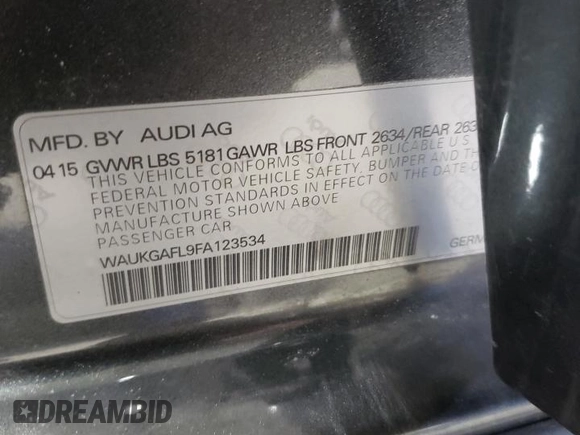 MFD. BY AUDI AG
04 15 GVWR LBS 5181 GAWR LBS FRONT 2634/REAR
THIS VEHICLE CONFORMS TO ALL APPLICABLE U S
FEDERAL MOTOR VEHICLE SAFETY, BUMPER AND
PREVENTION STANDARDS IN EFFECT ON THE DATE
MANUFACTURE SHOWN ABOVE
PASSENGER CAR
WAUKGAFL9FA123534
GERM
DREAMBID